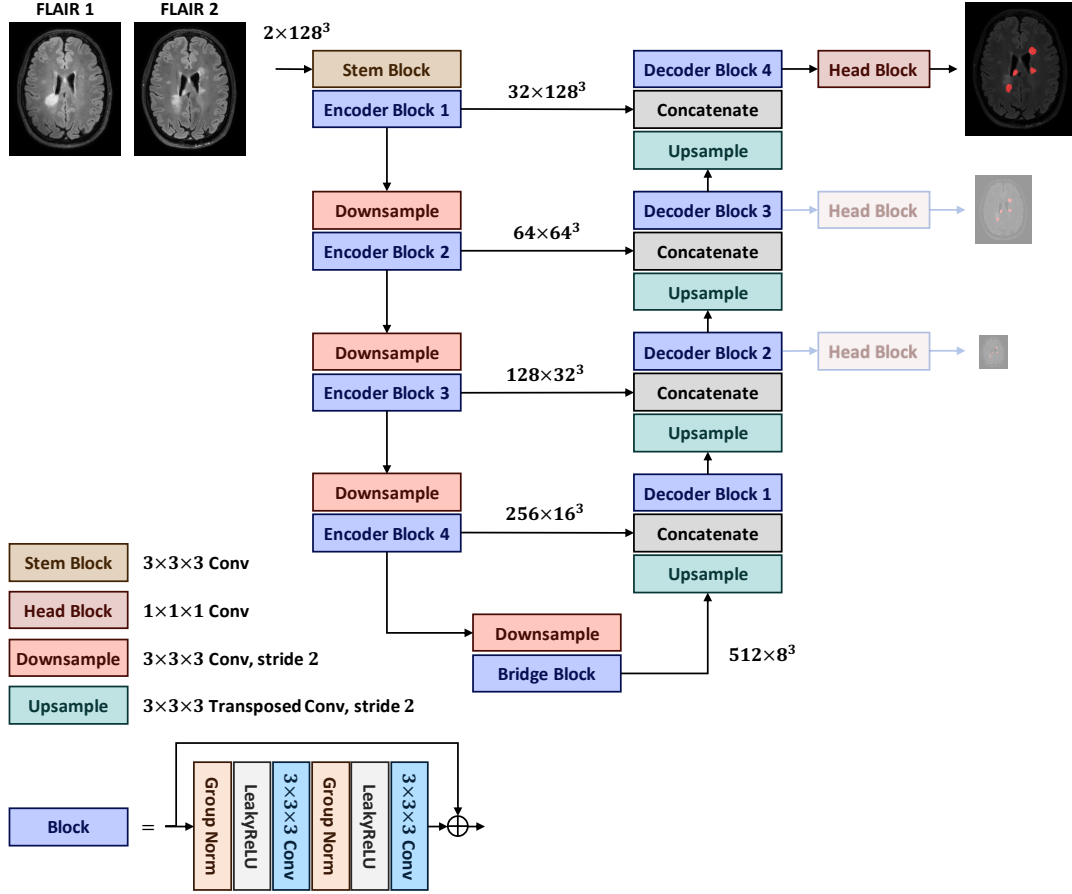 FLAIR 1
FLAIR 2
2×128³
Stem Block
Encoder Block 1
32×128³
Decoder Block 4
Concatenate
Upsample
Head Block
Downsample
Encoder Block 2
64×64³
Decoder Block 3
Concatenate
Upsample
Head Block
Downsample
Encoder Block 3
128×32³
Decoder Block 2
Concatenate
Upsample
Head Block
Downsample
Encoder Block 4
256×16³
Decoder Block 1
Concatenate
Upsample
Downsample
Bridge Block
512×8³
Stem Block 3×3×3 Conv
Head Block 1×1×1 Conv
Downsample 3×3×3 Conv, stride 2
Upsample 3×3×3 Transposed Conv, stride 2
Block =
Group Norm
LeakyReLU
3×3×3 Conv
Group Norm
LeakyReLU
3×3×3 Conv